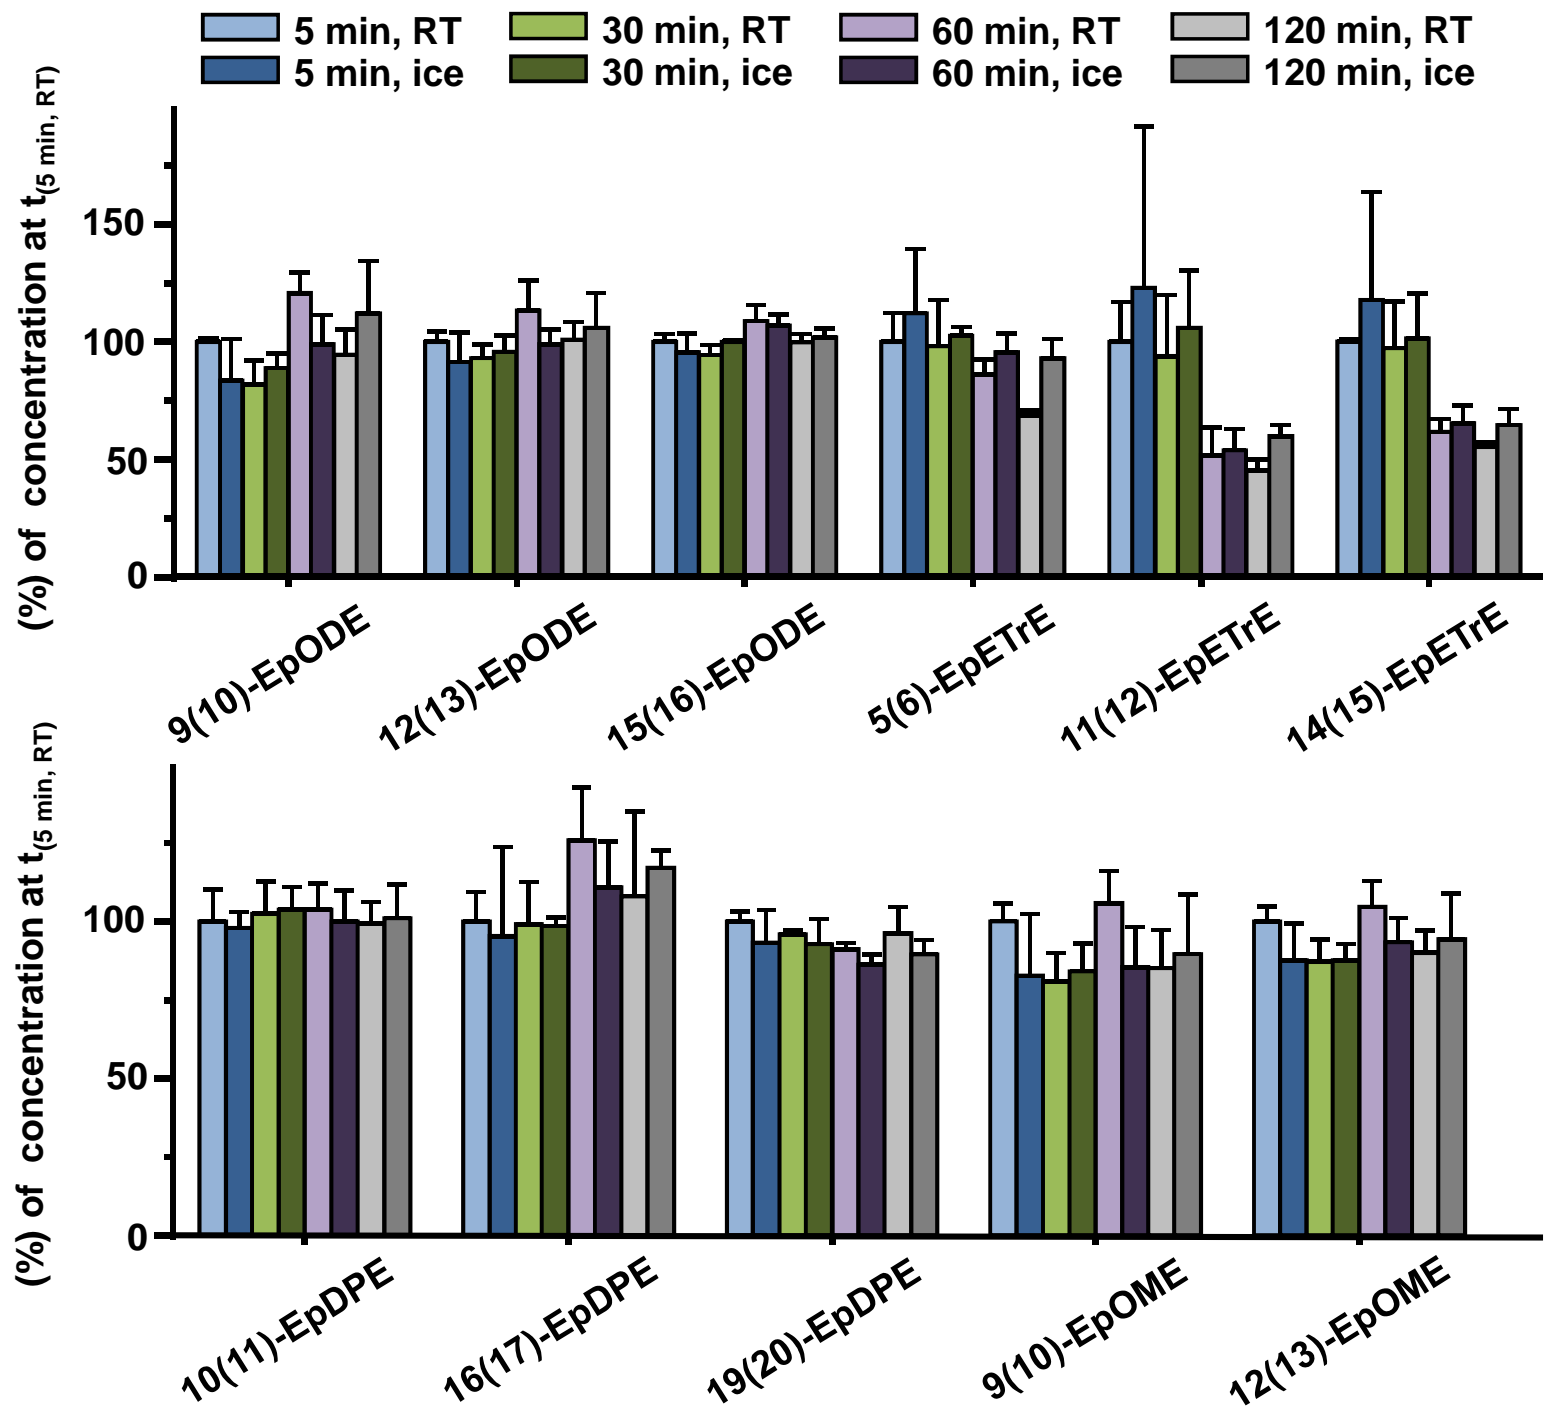 5 min, RT
30 min, RT
60 min, RT
120 min, RT
5 min, ice
30 min, ice
60 min, ice
120 min, ice
(%) of concentration at t(5 min, RT)
150
100
50
0
9(10)-EpODE
12(13)-EpODE
15(16)-EpODE
5(6)-EpETrE
11(12)-EpETrE
14(15)-EpETrE
(%) of concentration at t(5 min, RT)
100
50
0
10(11)-EpDPE
16(17)-EpDPE
19(20)-EpDPE
9(10)-EpOME
12(13)-EpOME